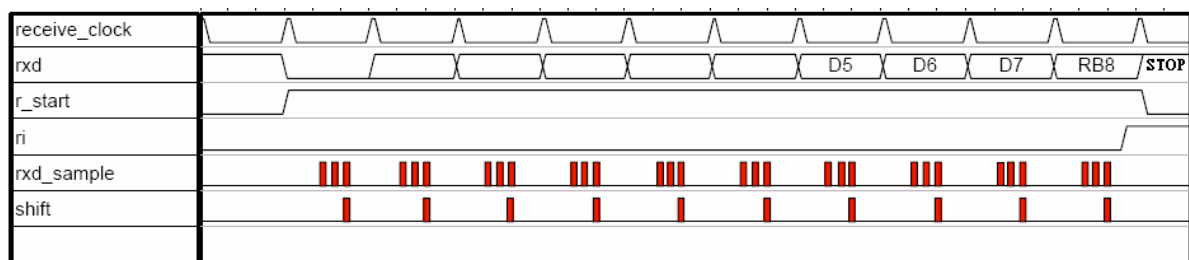 receive_clock
rxd D5 D6 D7 RB8 STOP
r_start
ri
rxd_sample
shift